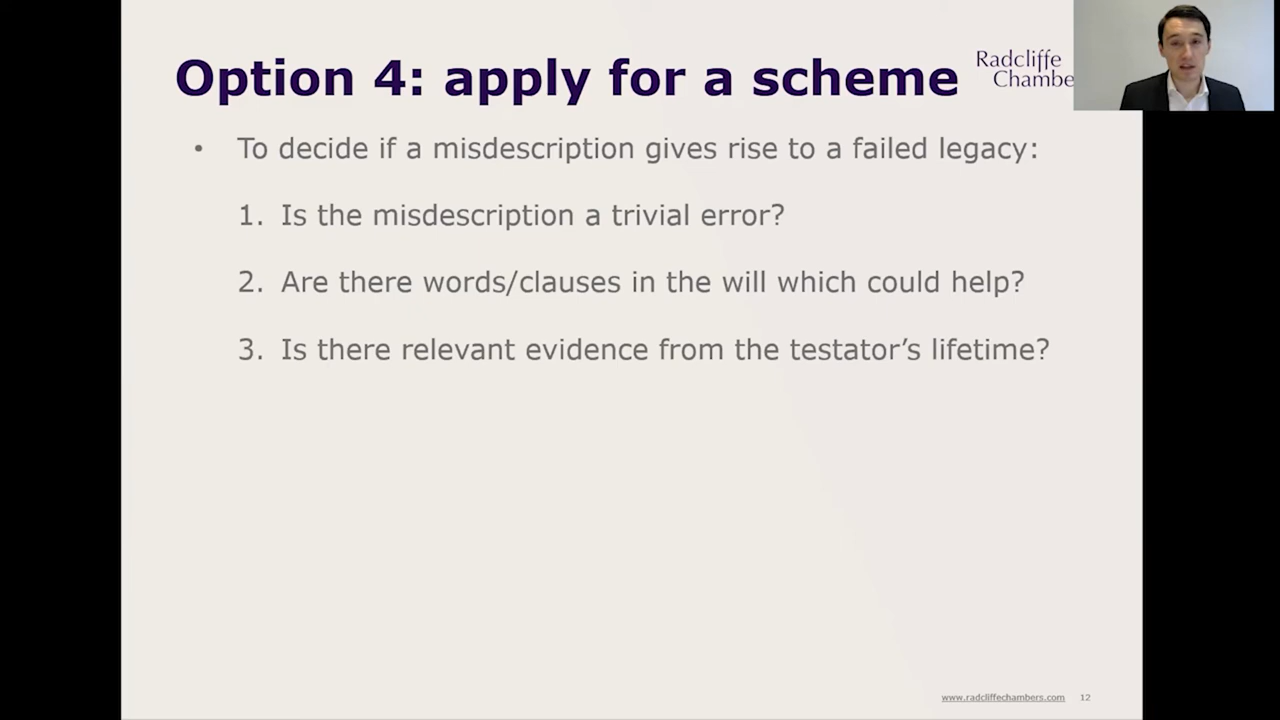 Option 4: apply for a scheme
Radcliffe
Chambe
• To decide if a misdescription gives rise to a failed legacy:
1. Is the misdescription a trivial error?
2. Are there words/clauses in the will which could help?
3. Is there relevant evidence from the testator’s lifetime?
www.radcliffechambers.com 12